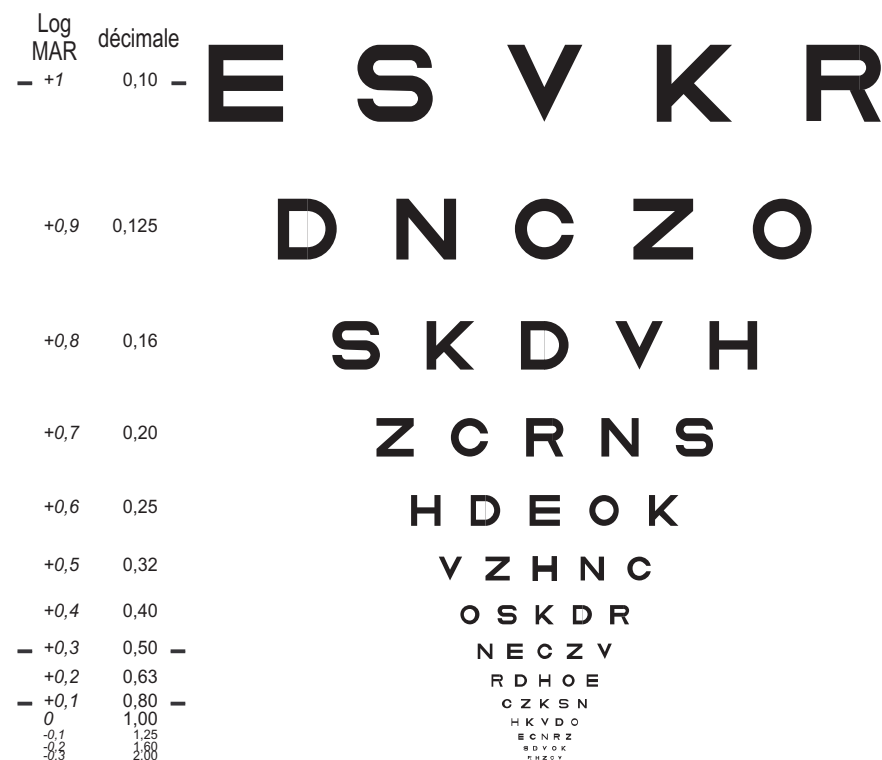 Log MAR décimale
+1 0,10 E S V K R
+0,9 0,125 D N C Z O
+0,8 0,16 S K D V H
+0,7 0,20 Z C R N S
+0,6 0,25 H D E O K
+0,5 0,32 V Z H N C
+0,4 0,40 O S K D R
+0,3 0,50 N E C Z V
+0,2 0,63 R D H O E
+0,1 0,80 C Z K S N
0 1,00 H K V D O
-0,1 1,25 E C N R Z
-0,2 1,60 S D V O K
-0,3 2,00